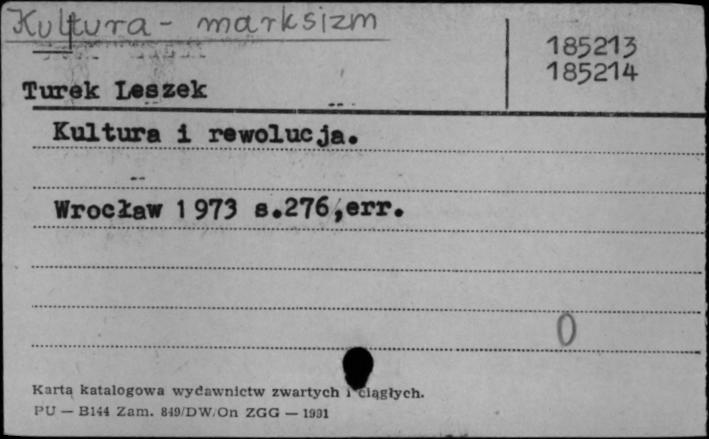 Kultura - marksizm
185213
185214
Turek Leszek
Kultura i rewolucja.
Wrocław 1973 s.276,err.
0
Karta katalogowa wydawnictw zwartych i ciągłych.
PU — B144 Zam. 849/DW/On ZGG — 1991